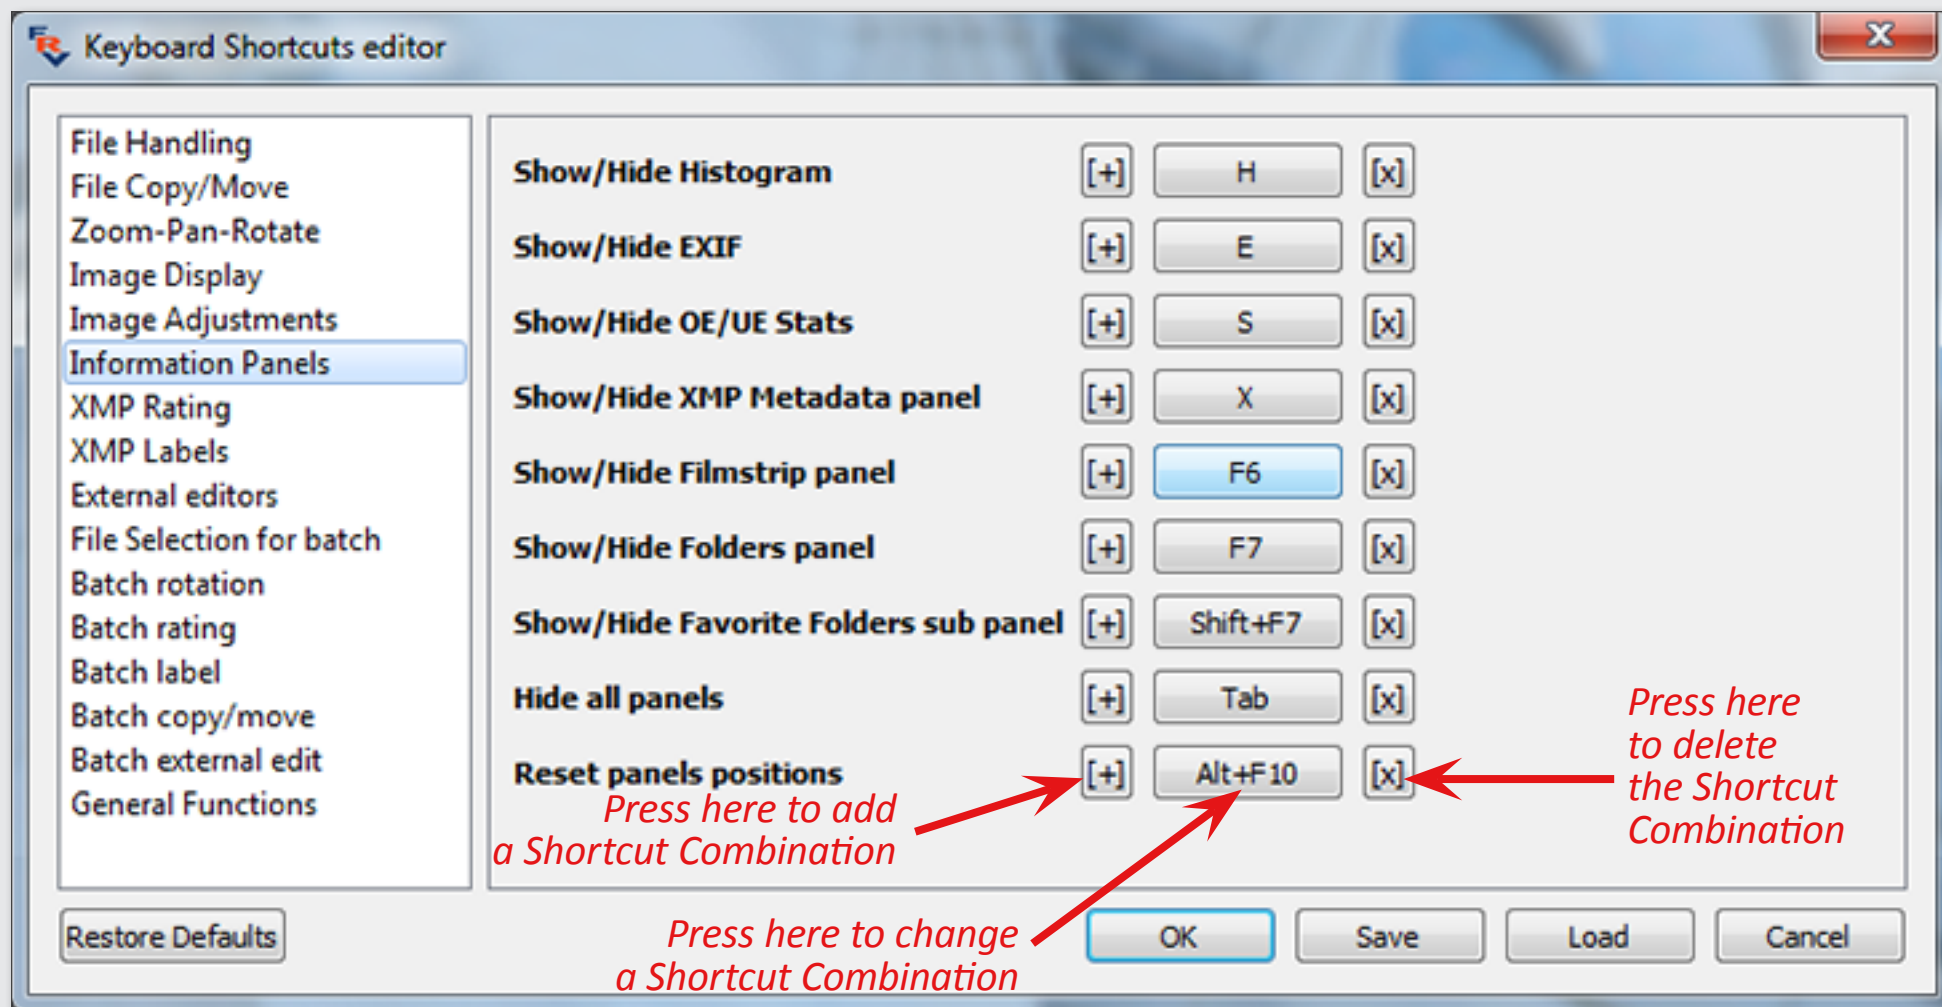 Keyboard Shortcuts editor
x
File Handling
File Copy/Move
Zoom-Pan-Rotate
Image Display
Image Adjustments
Information Panels
XMP Rating
XMP Labels
External editors
File Selection for batch
Batch rotation
Batch rating
Batch label
Batch copy/move
Batch external edit
General Functions
Show/Hide Histogram [+] H [x]
Show/Hide EXIF [+] E [x]
Show/Hide OE/UE Stats [+] S [x]
Show/Hide XMP Metadata panel [+] X [x]
Show/Hide Filmstrip panel [+] F6 [x]
Show/Hide Folders panel [+] F7 [x]
Show/Hide Favorite Folders sub panel [+] Shift+F7 [x]
Hide all panels [+] Tab [x]
Reset panels positions [+] Alt+F10 [x]
Press here to add
a Shortcut Combination
Press here
to delete
the Shortcut
Combination
Press here to change
a Shortcut Combination
Restore Defaults
OK Save Load Cancel